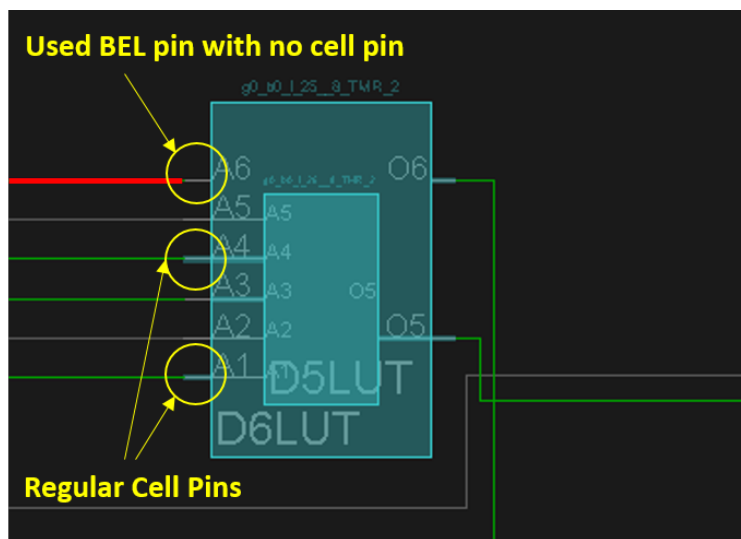 Used BEL pin with no cell pin
A6
O6
A5
A5
A4
A4
A3
A3
O5
A2
A2
O5
A1
D5LUT
D6LUT
Regular Cell Pins